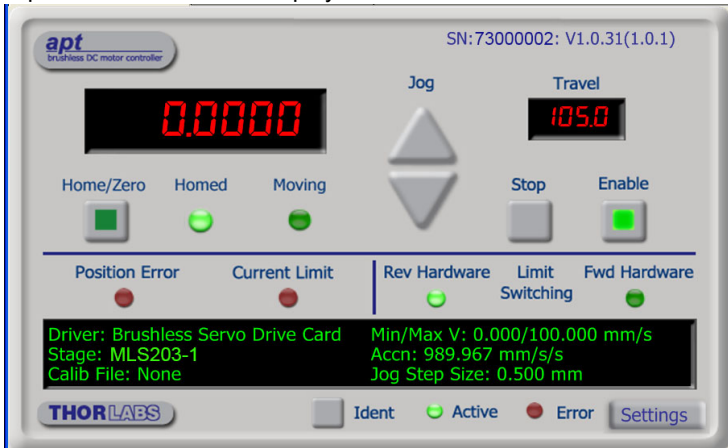 apt
brushless DC motor controller
SN:73000002: V1.0.31(1.0.1)
Jog
Travel
0.0000
105.0
Home/Zero Homed Moving
Stop Enable
Position Error Current Limit
Rev Hardware Limit Switching Fwd Hardware
Driver: Brushless Servo Drive Card
Stage: MLS203-1
Calib File: None
Min/Max V: 0.000/100.000 mm/s
Accn: 989.967 mm/s/s
Jog Step Size: 0.500 mm
THORLABS
Ident Active Error Settings